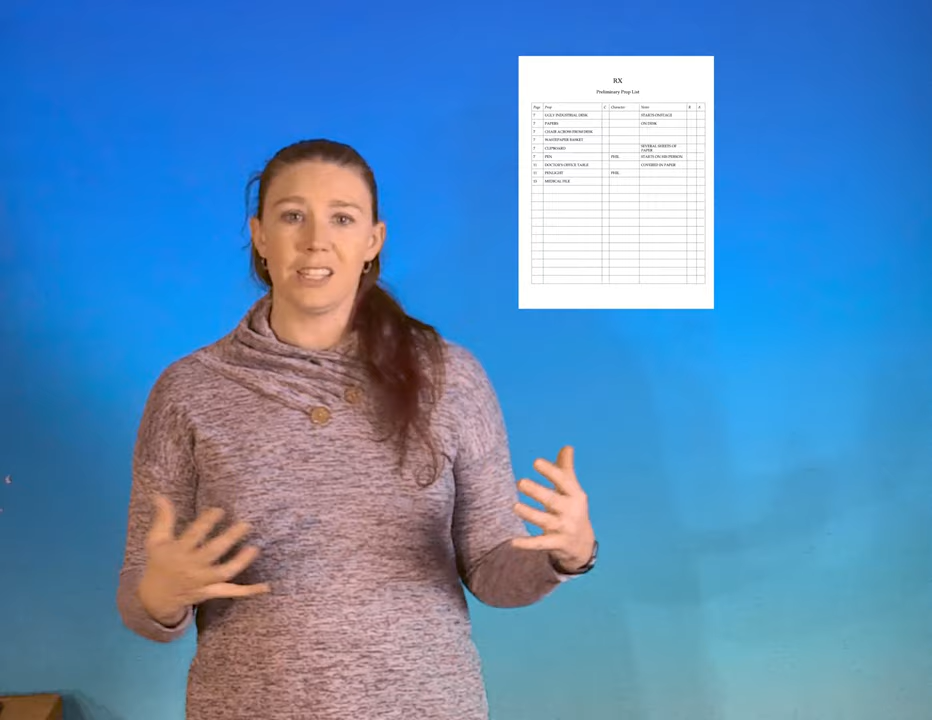 RX
Preliminary Prop List
Page Prop Character Notes
7 UGLY INDUSTRIAL DESK STARTS ONSTAGE
7 PAPERS ON DESK
7 CHAIR ACROSS FROM DESK
7 WASTEPAPER BASKET
7 CLIPBOARD SEVERAL SHEETS OF PAPER
7 PEN PHIL STARTS ON HIS PERSON
11 DOCTOR'S OFFICE TABLE COVERED IN PAPER
11 PENLIGHT PHIL
13 MEDICAL FILE